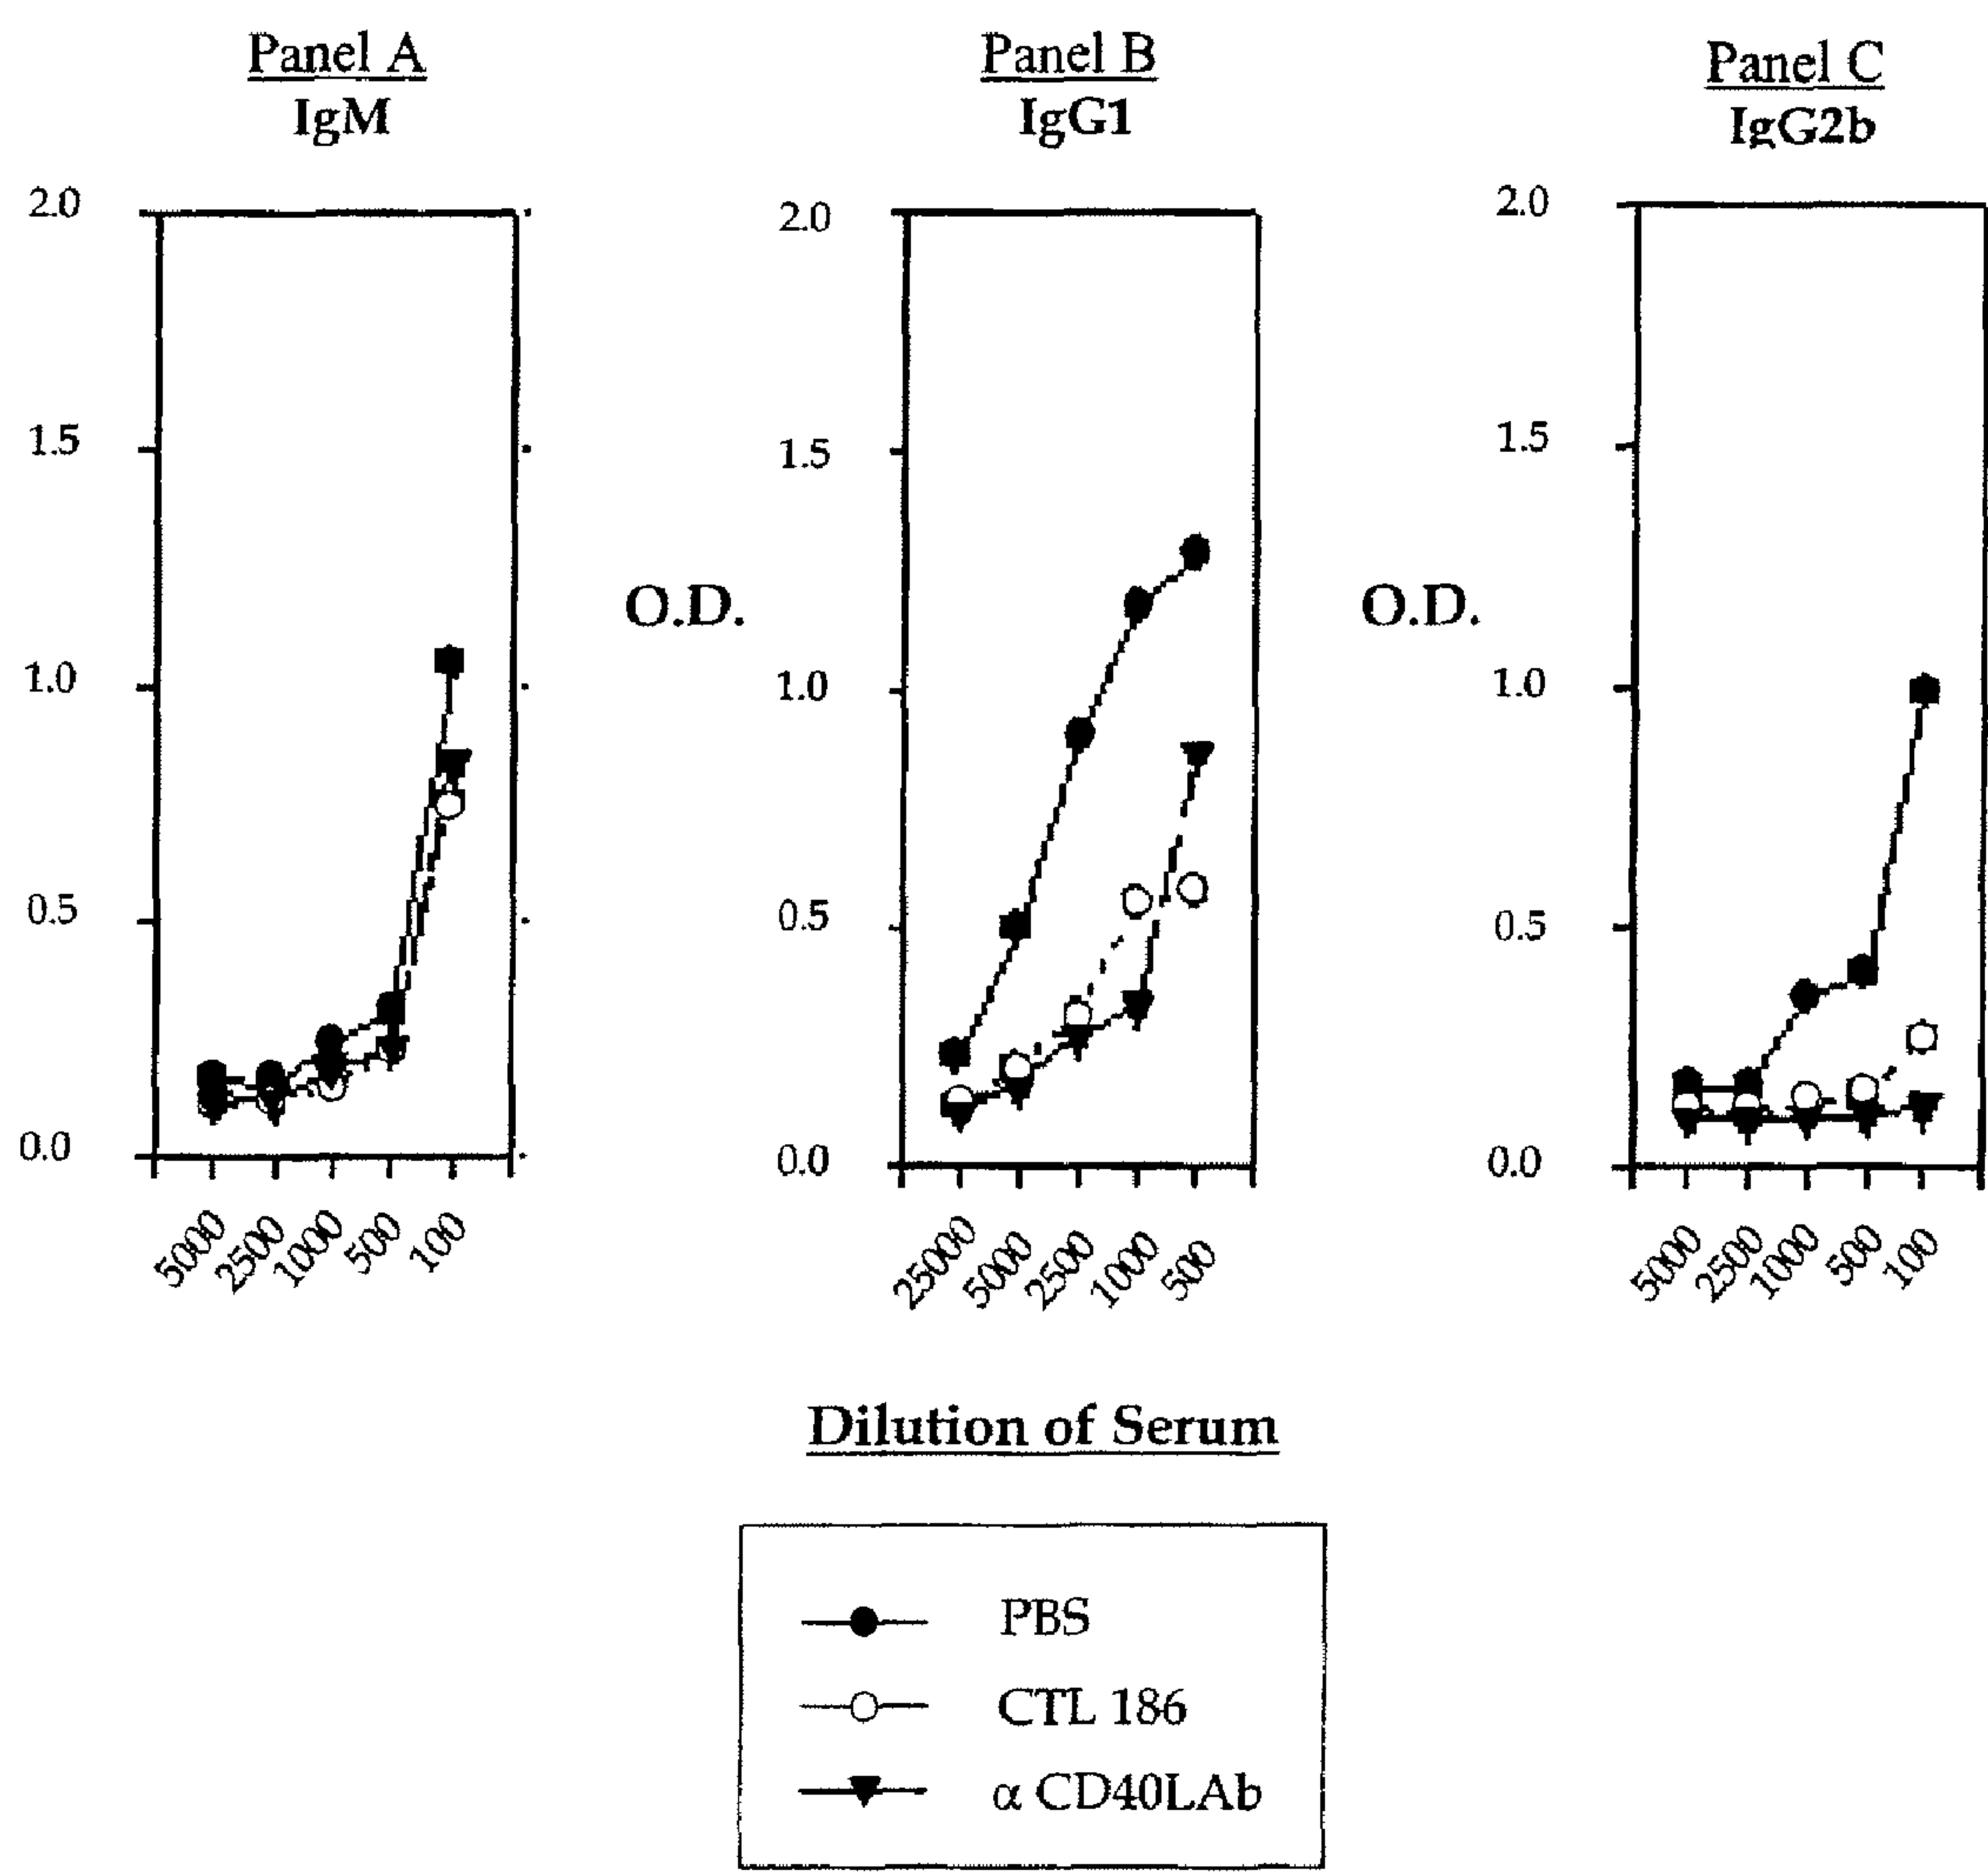 Panel A
IgM
2.0
1.5
1.0
0.5
0.0
5000
2500
1000
500
100
Panel B
IgG1
O.D.
2.0
1.5
1.0
0.5
0.0
25000
5000
2500
1000
500
Panel C
IgG2b
O.D.
2.0
1.5
1.0
0.5
0.0
5000
2500
1000
500
100
Dilution of Serum
PBS
CTL 186
α CD40LAb